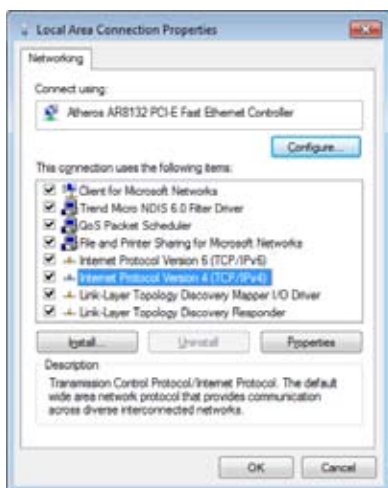 Local Area Connection Properties
Networking
Connect using:
Atheros AR8132 PCI-E Fast Ethernet Controller
Configure...
This connection uses the following items:
Client for Microsoft Networks
Trend Micro NDIS 6.0 Filter Driver
QoS Packet Scheduler
File and Printer Sharing for Microsoft Networks
Internet Protocol Version 6 (TCP/IPv6)
Internet Protocol Version 4 (TCP/IPv4)
Link-Layer Topology Discovery Mapper I/O Driver
Link-Layer Topology Discovery Responder
Install...
Uninstall
Properties
Description
Transmission Control Protocol/Internet Protocol. The default
wide area network protocol that provides communication
across diverse interconnected networks.
OK
Cancel